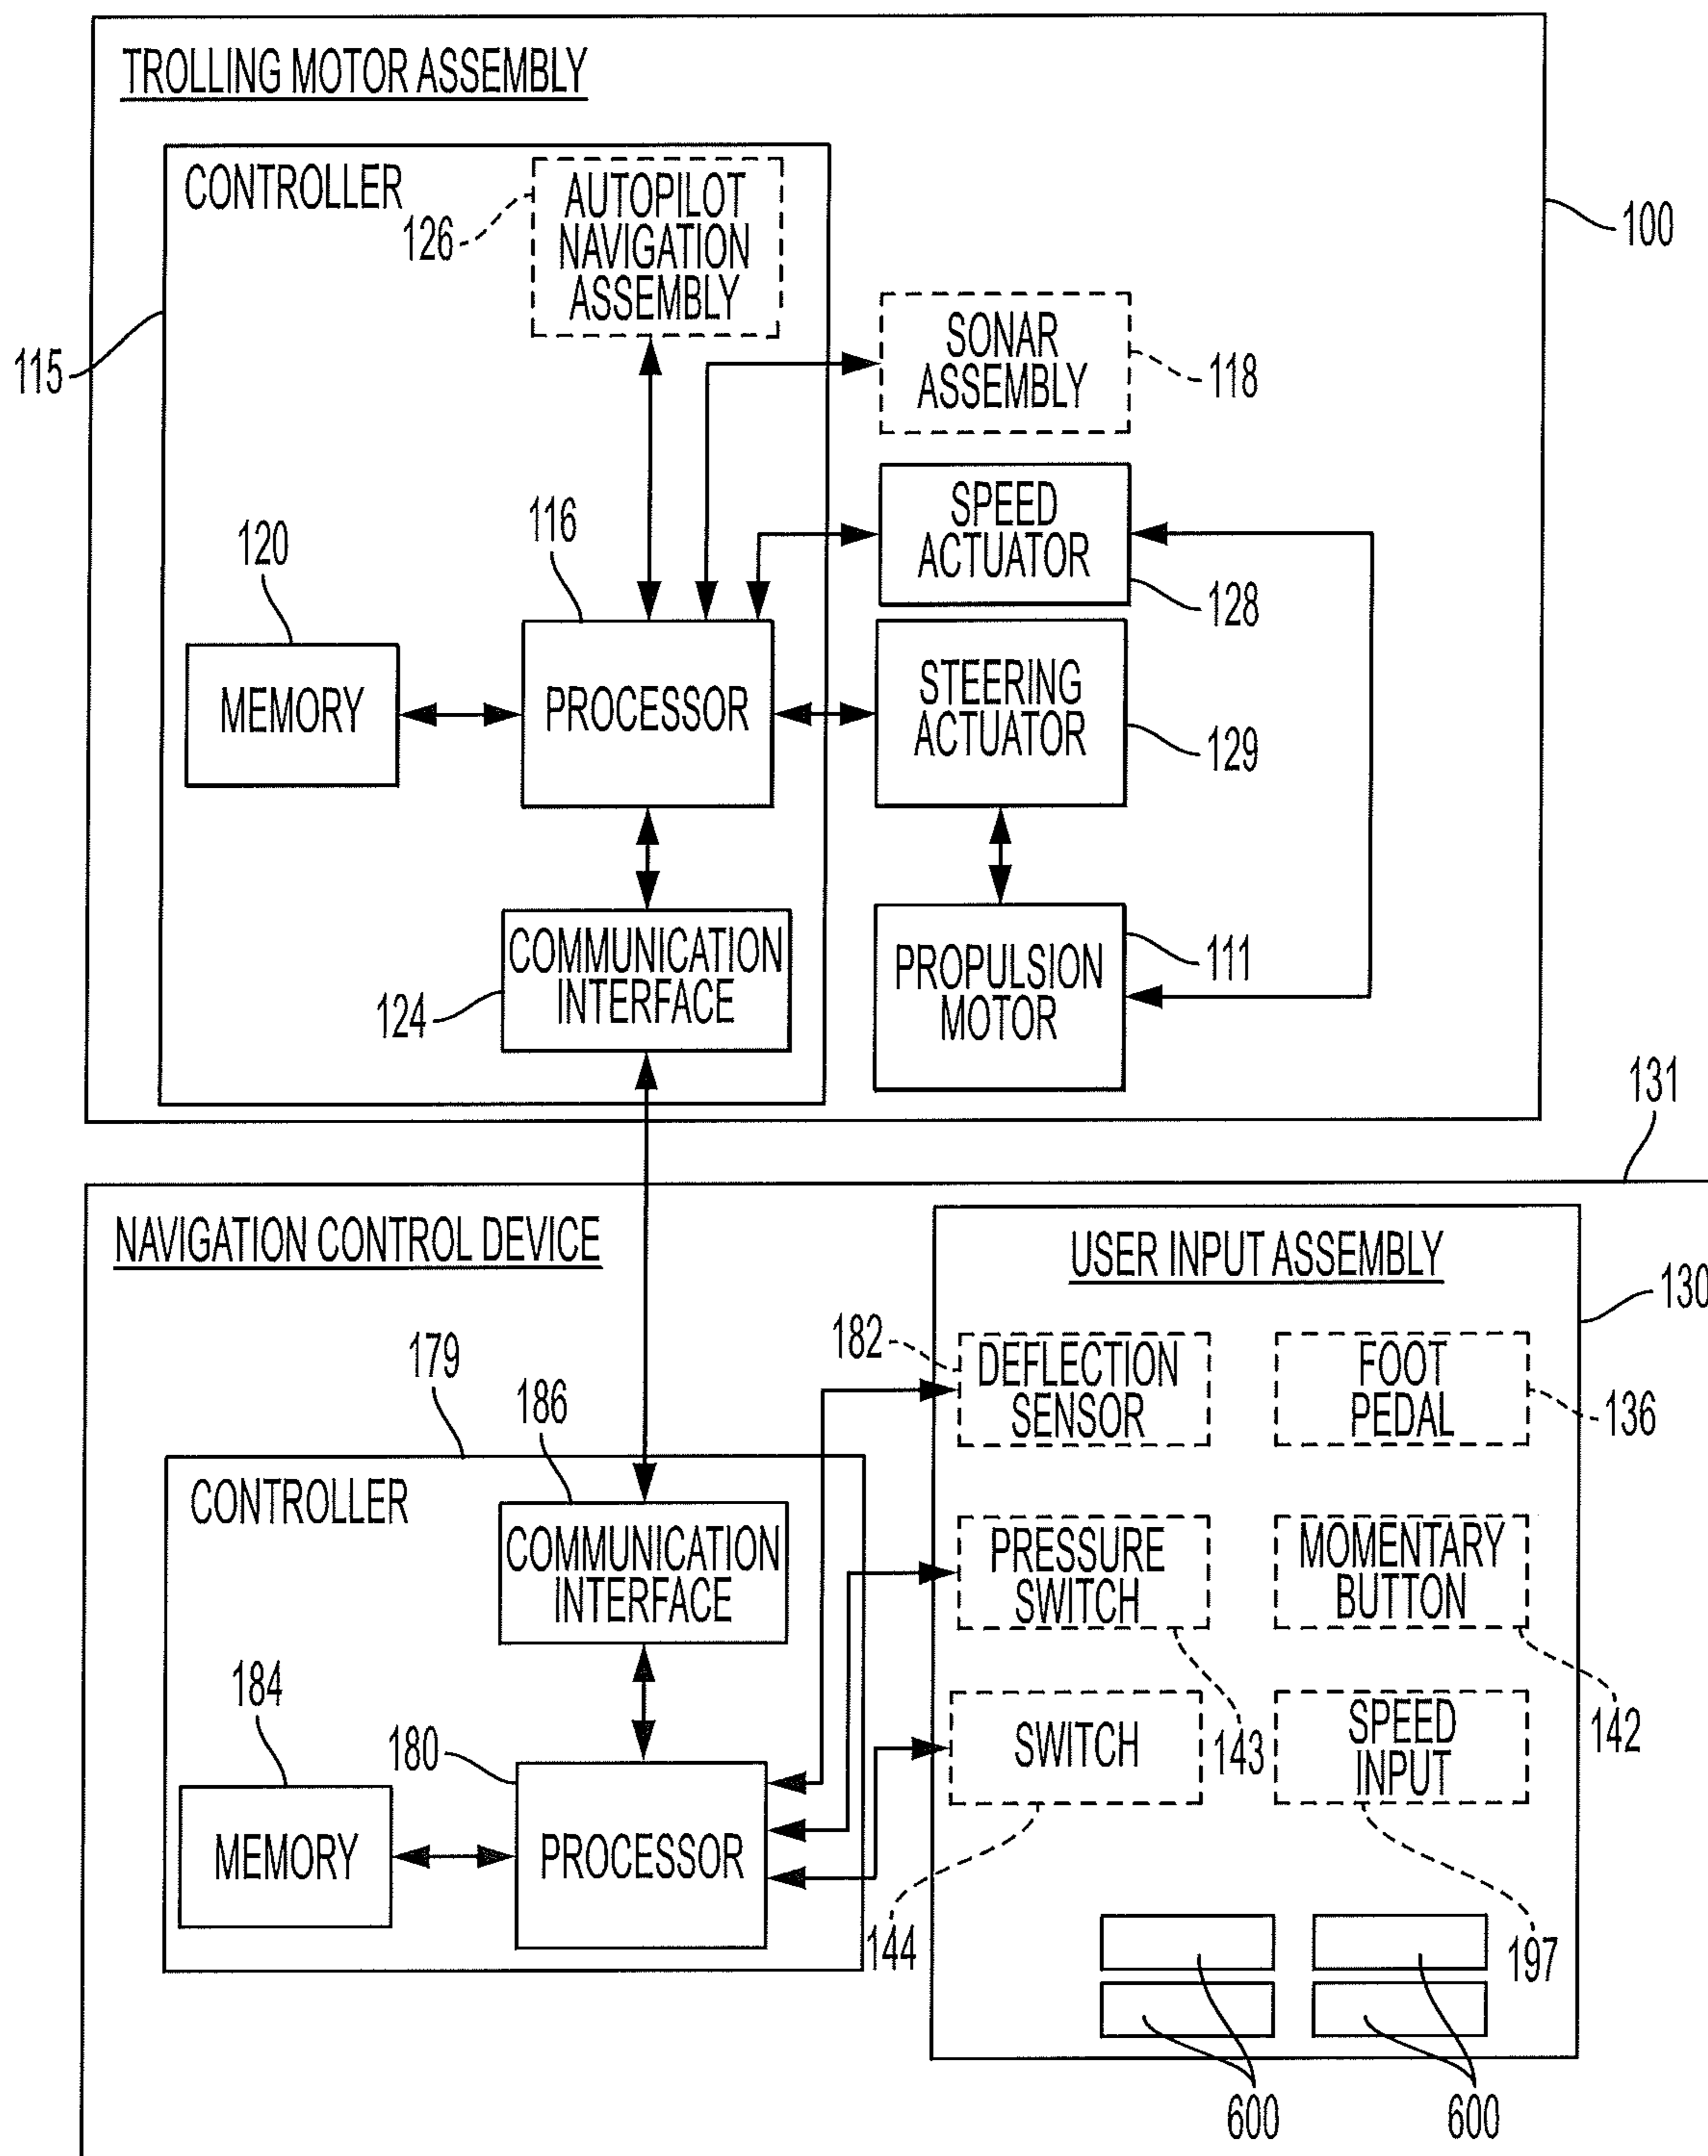 TROLLING MOTOR ASSEMBLY
CONTROLLER
126
AUTOPILOT
NAVIGATION
ASSEMBLY
100
115
SONAR
ASSEMBLY
118
SPEED
ACTUATOR
128
120
116
MEMORY
PROCESSOR
STEERING
ACTUATOR
129
COMMUNICATION
INTERFACE
124
PROPULSION
MOTOR
111
131
NAVIGATION CONTROL DEVICE
USER INPUT ASSEMBLY
130
179
186
182
DEFLECTION
SENSOR
FOOT
PEDAL
136
CONTROLLER
COMMUNICATION
INTERFACE
PRESSURE
SWITCH
143
MOMENTARY
BUTTON
142
184
180
MEMORY
PROCESSOR
SWITCH
144
SPEED
INPUT
197
600
600